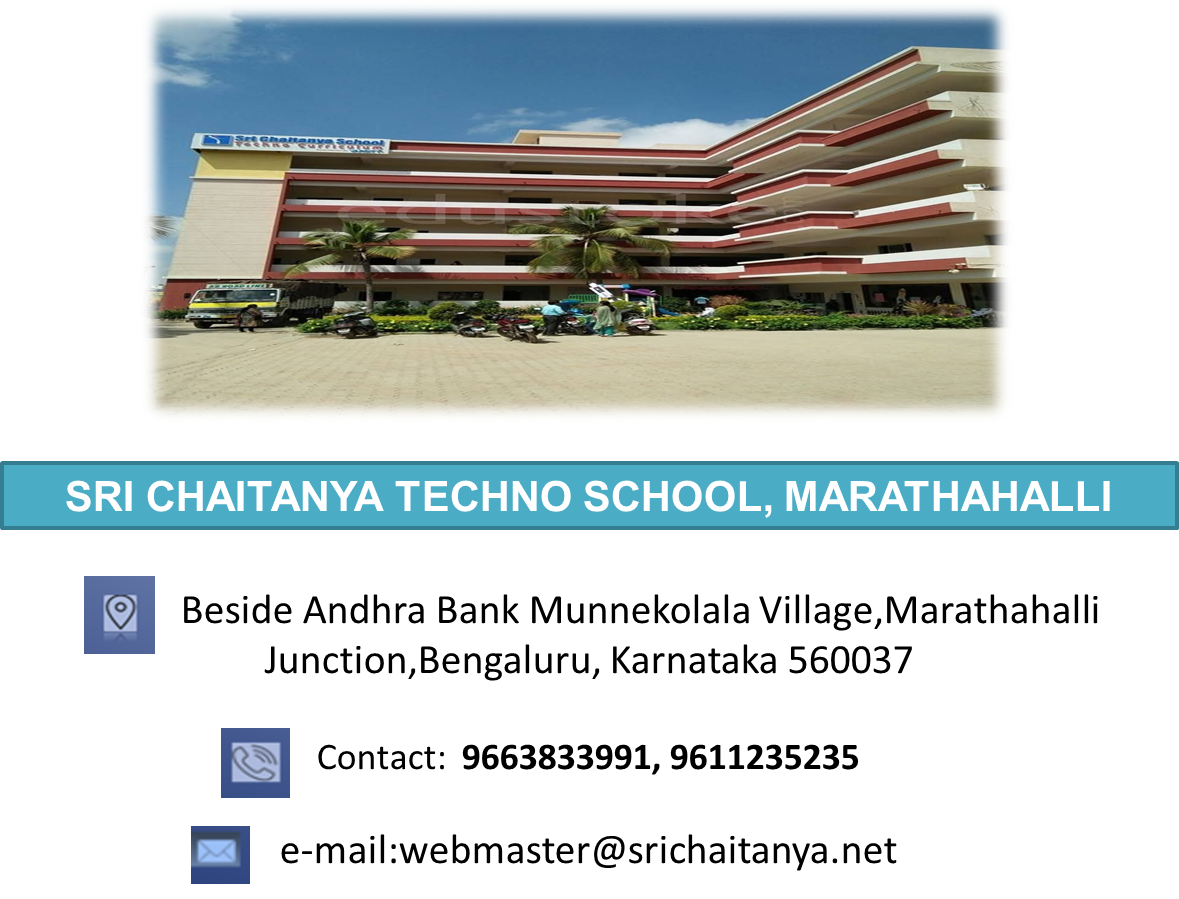 Sri Chaitanya School
Techno Curriculum
SRI CHAITANYA TECHNO SCHOOL, MARATHAHALLI
Beside Andhra Bank Munnekolala Village,Marathahalli
Junction,Bengaluru, Karnataka 560037
Contact: 9663833991, 9611235235
e-mail:webmaster@srichaitanya.net